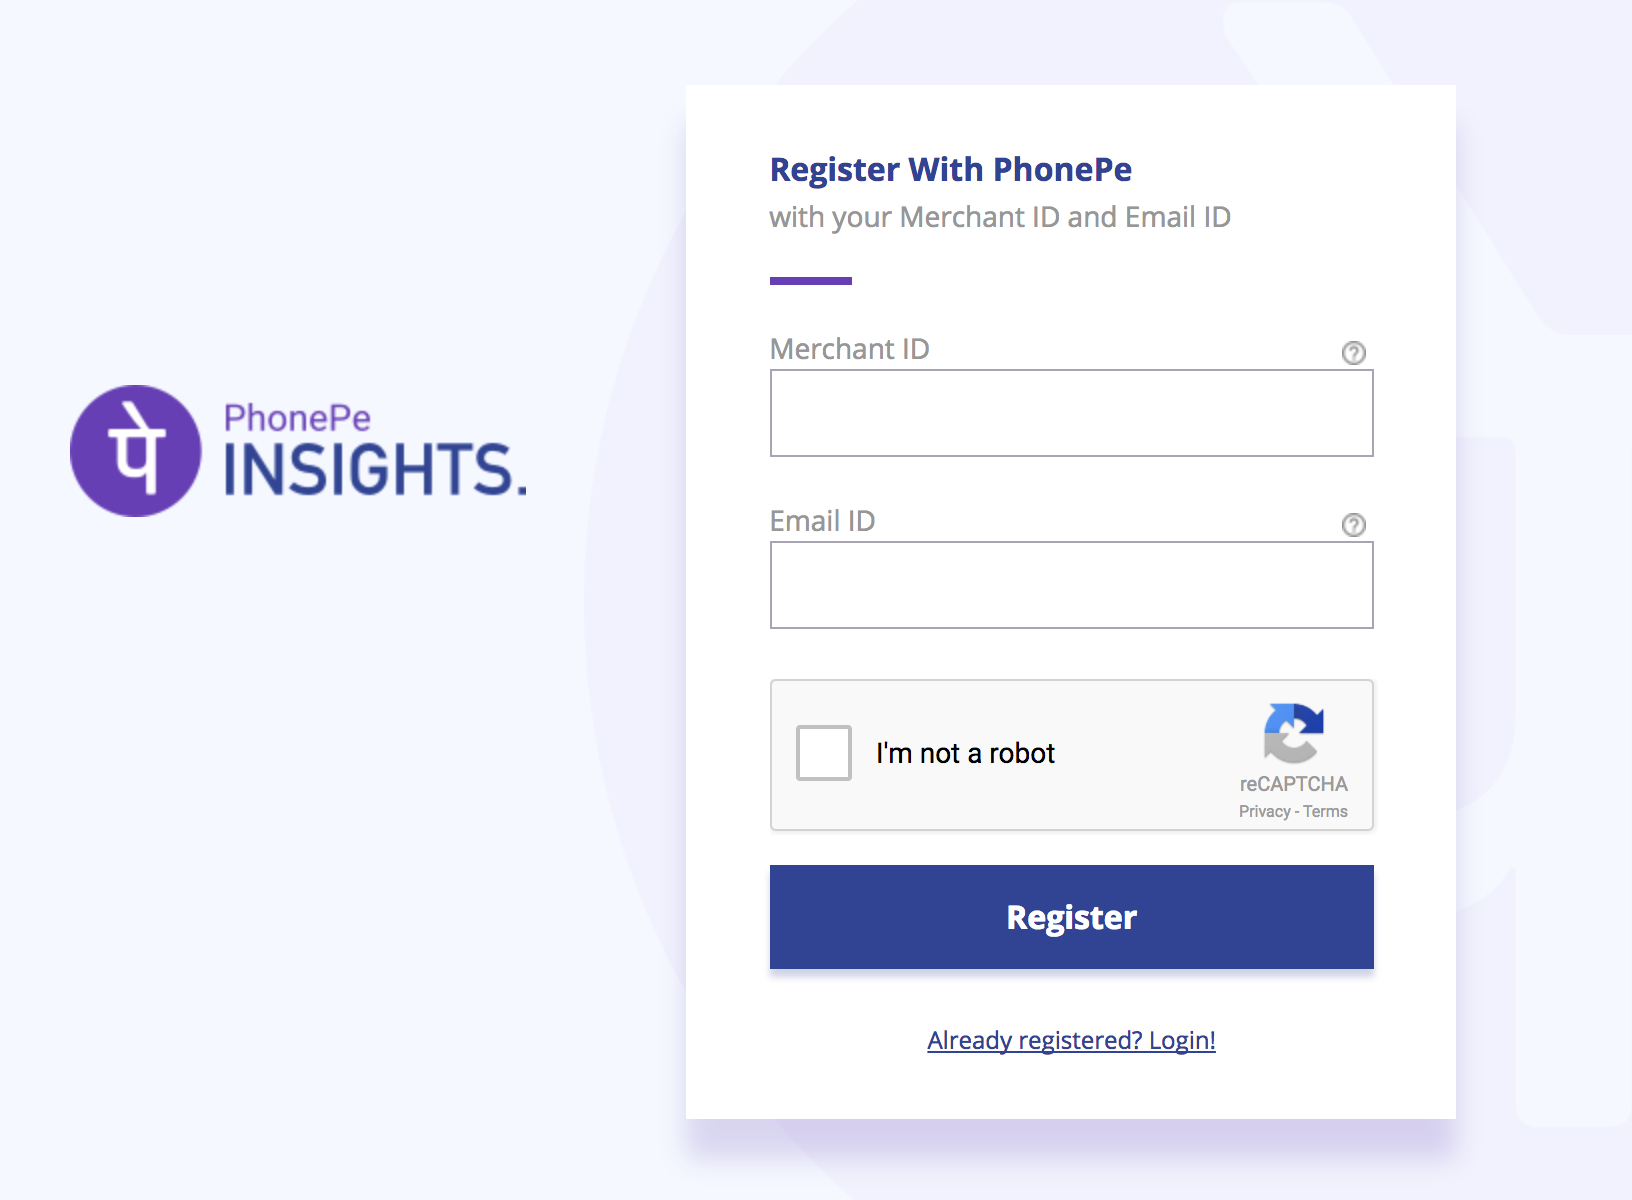 पे
PhonePe
INSIGHTS.
Register With PhonePe
with your Merchant ID and Email ID
Merchant ID
?
Email ID
?
I'm not a robot
reCAPTCHA
Privacy - Terms
Register
Already registered? Login!